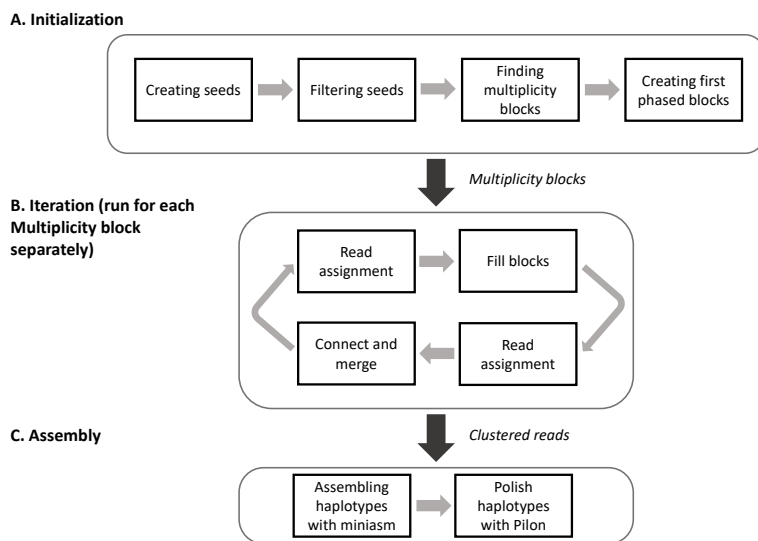 A. Initialization
Creating seeds
Filtering seeds
Finding
multiplicity
blocks
Creating first
phased blocks
Multiplicity blocks
B. Iteration (run for each
Multiplicity block
separately)
Read
assignment
Fill blocks
Connect and
merge
Read
assignment
C. Assembly
Clustered reads
Assembling
haplotypes
with miniasm
Polish
haplotypes
with Pilon